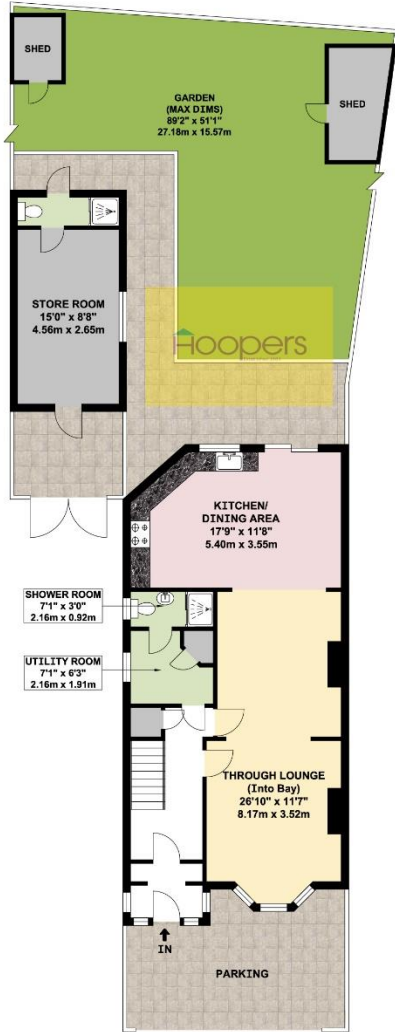 SHED
SHED
GARDEN
(MAX DIMS)
89'2" x 51'1"
27.18m x 15.57m
STORE ROOM
15'0" x 8'8"
4.56m x 2.65m
Hoopers
KITCHEN/
DINING AREA
17'9" x 11'8"
5.40m x 3.55m
SHOWER ROOM
7'1" x 3'0"
2.16m x 0.92m
UTILITY ROOM
7'1" x 6'3"
2.16m x 1.91m
THROUGH LOUNGE
(Into Bay)
26'10" x 11'7"
8.17m x 3.52m
IN
PARKING